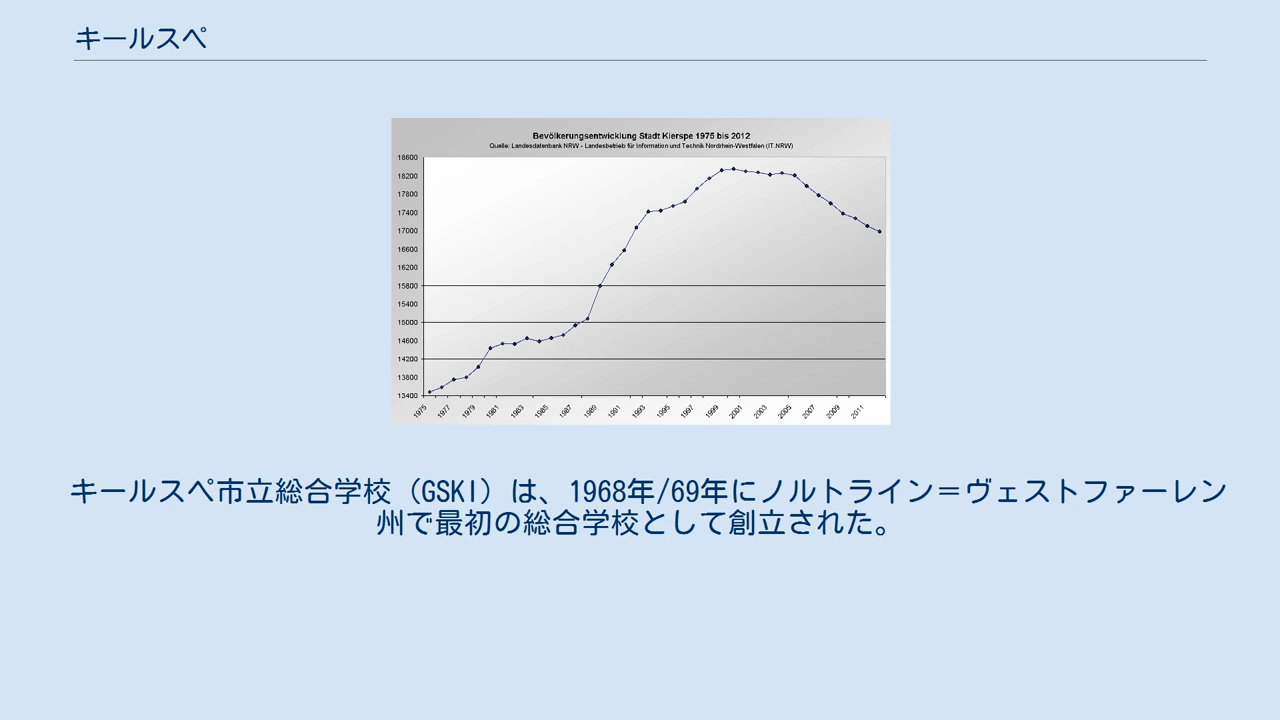 キールスペ
Bevölkerungsentwicklung Stadt Kierspe 1975 bis 2012
Quelle: Landesdatenbank NRW - Landesbetrieb für Information und Technik Nordrhein-Westfalen (IT.NRW)
18600
18200
17800
17400
17000
16600
16200
15800
15400
15000
14600
14200
13800
13400
1975 1977 1979 1981 1983 1985 1987 1989 1991 1993 1995 1997 1999 2001 2003 2005 2007 2009 2011
キールスペ市立総合学校（GSKI）は、1968年/69年にノルトライン＝ヴェストファーレン
州で最初の総合学校として創立された。